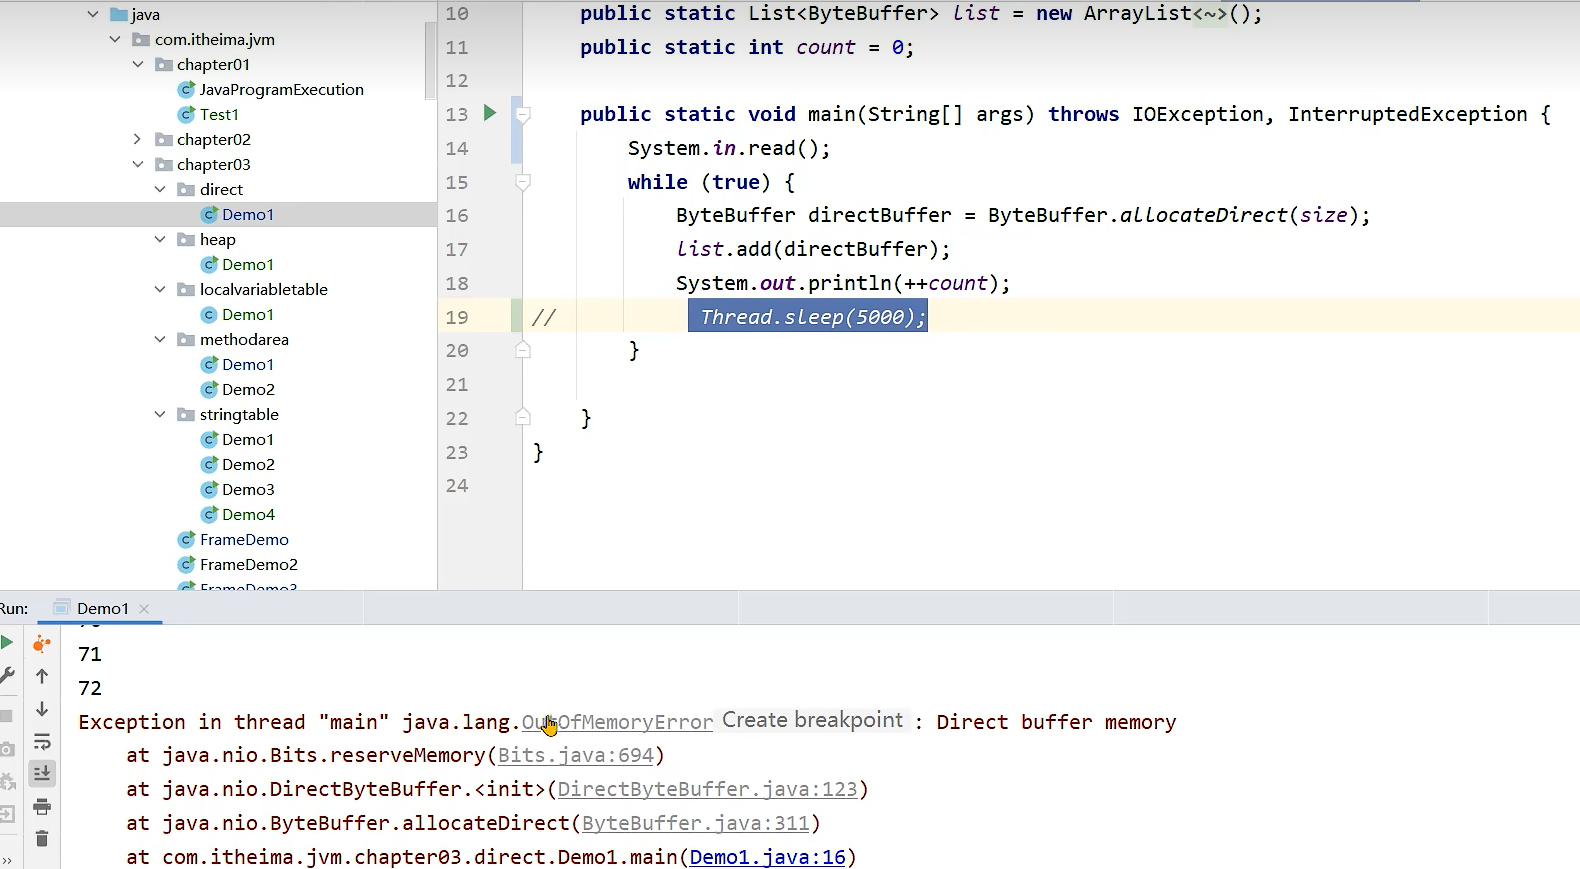 java
com.itheima.jvm
chapter01
JavaProgramExecution
Test1
chapter02
chapter03
direct
Demo1
heap
Demo1
localvariabletable
Demo1
methodarea
Demo1
Demo2
stringtable
Demo1
Demo2
Demo3
Demo4
FrameDemo
FrameDemo2
10 public static List<ByteBuffer> list = new ArrayList<~>();
11 public static int count = 0;
12
13 public static void main(String[] args) throws IOException, InterruptedException {
14 System.in.read();
15 while (true) {
16 ByteBuffer directBuffer = ByteBuffer.allocateDirect(size);
17 list.add(directBuffer);
18 System.out.println(++count);
19 // Thread.sleep(5000);
20 }
21
22 }
23 }
24
Run: Demo1
71
72
Exception in thread "main" java.lang.OutOfMemoryError Create breakpoint : Direct buffer memory
at java.nio.Bits.reserveMemory(Bits.java:694)
at java.nio.DirectByteBuffer.<init>(DirectByteBuffer.java:123)
at java.nio.ByteBuffer.allocateDirect(ByteBuffer.java:311)
at com.itheima.jvm.chapter03.direct.Demo1.main(Demo1.java:16)